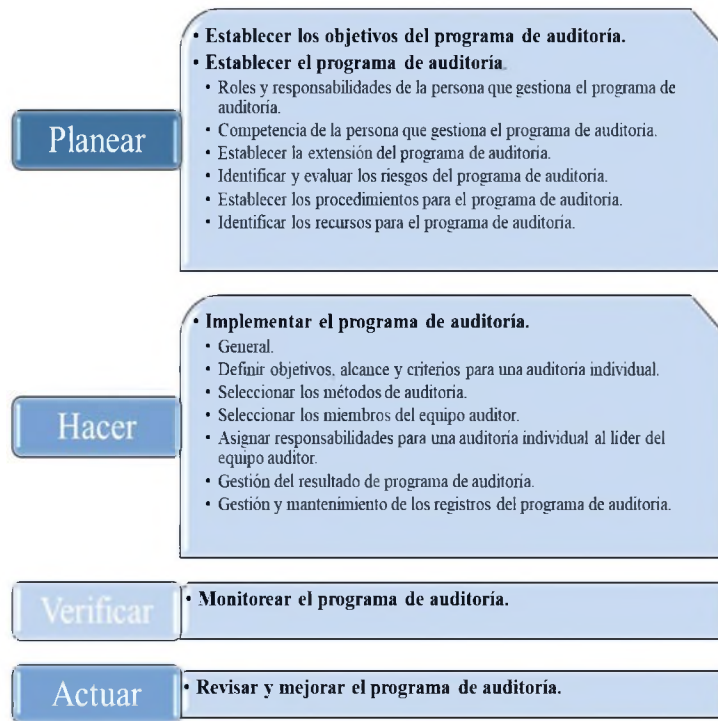 Planear
• Establecer los objetivos del programa de auditoría.
• Establecer el programa de auditoría.
• Roles y responsabilidades de la persona que gestiona el programa de
auditoría.
• Competencia de la persona que gestiona el programa de auditoria.
• Establecer la extensión del programa de auditoria.
• Identificar y evaluar los riesgos del programa de auditoría.
• Establecer los procedimientos para el programa de auditoría.
• Identificar los recursos para el programa de auditoría.
Hacer
• Implementar el programa de auditoría.
• General.
• Definir objetivos, alcance y criterios para una auditoria individual.
• Seleccionar los métodos de auditoría.
• Seleccionar los miembros del equipo auditor.
• Asignar responsabilidades para una auditoría individual al líder del
equipo auditor.
• Gestión del resultado de programa de auditoría.
• Gestión y mantenimiento de los registros del programa de auditoria.
Verificar
• Monitorear el programa de auditoría.
Actuar
• Revisar y mejorar el programa de auditoría.